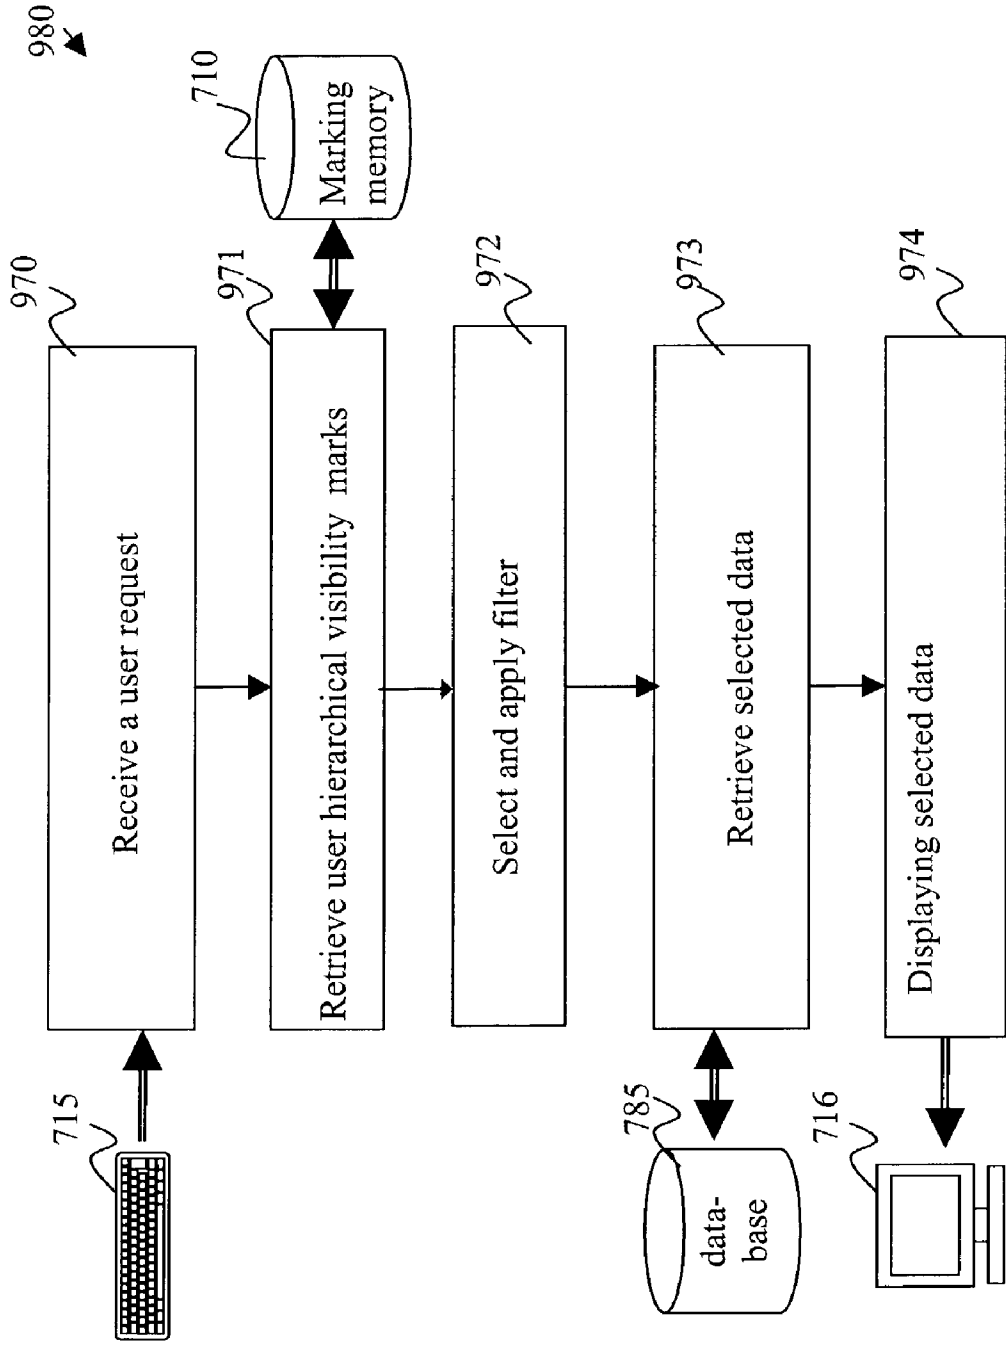 980
970
715
Receive a user request
971
710
Retrieve user hierarchical visibility marks
Marking
memory
972
Select and apply filter
973
785
Retrieve selected data
data-
base
974
716
Displaying selected data